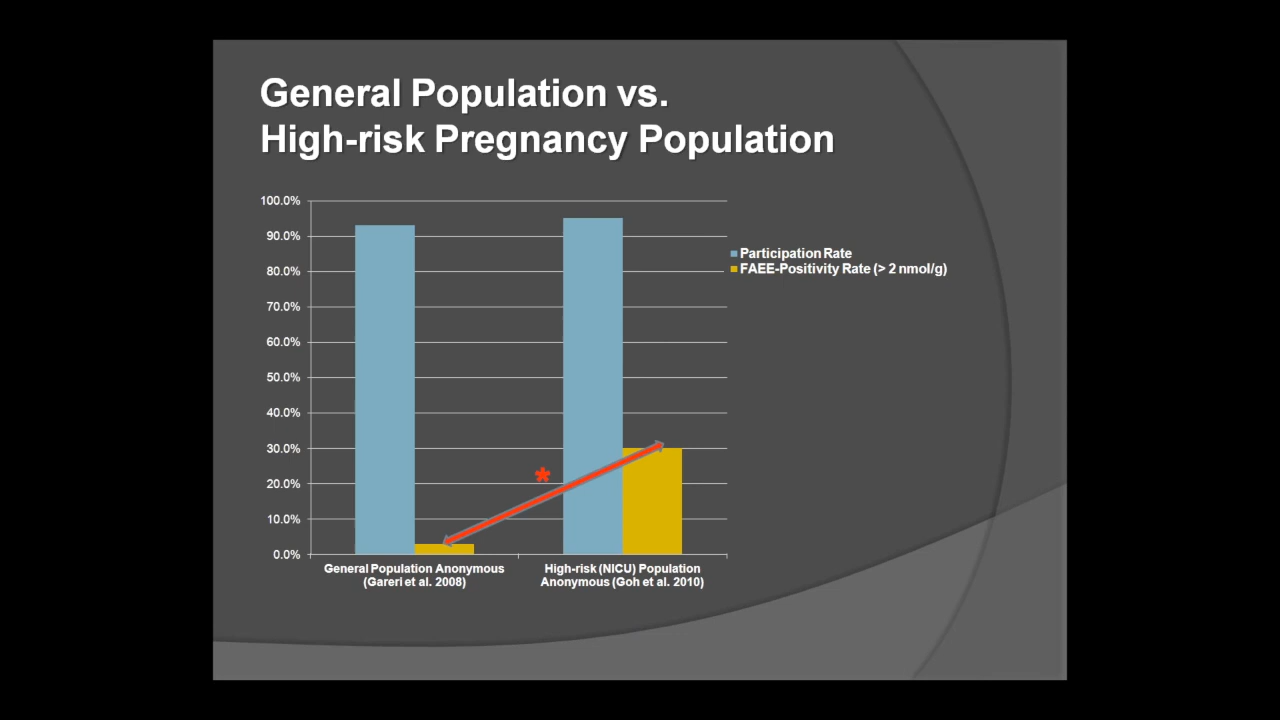 General Population vs.
High-risk Pregnancy Population
100.0%
90.0%
80.0%
70.0%
60.0%
50.0%
40.0%
30.0%
20.0%
10.0%
0.0%
*
Participation Rate
FAEE-Positivity Rate (> 2 nmol/g)
General Population Anonymous
(Gareri et al. 2008)
High-risk (NICU) Population
Anonymous (Goh et al. 2010)